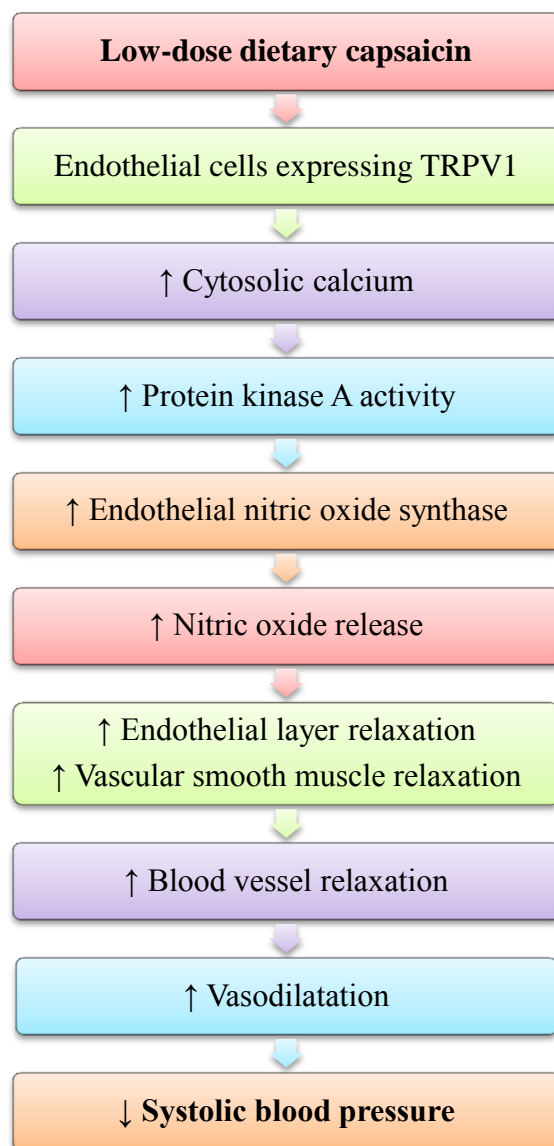 Low-dose dietary capsaicin
Endothelial cells expressing TRPV1
↑ Cytosolic calcium
↑ Protein kinase A activity
↑ Endothelial nitric oxide synthase
↑ Nitric oxide release
↑ Endothelial layer relaxation
↑ Vascular smooth muscle relaxation
↑ Blood vessel relaxation
↑ Vasodilatation
↓ Systolic blood pressure